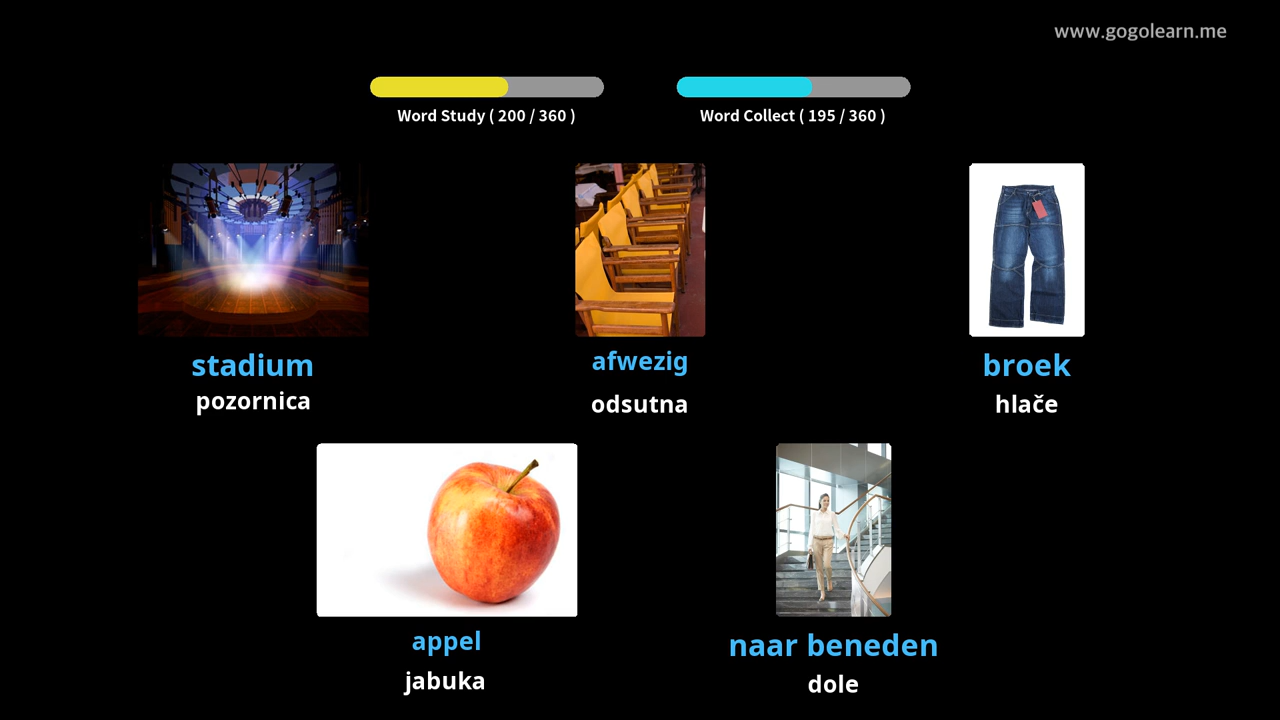 www.gogolearn.me
Word Study ( 200 / 360 )
Word Collect ( 195 / 360 )
stadium
pozornica
afwezig
odsutna
broek
hlače
appel
jabuka
naar beneden
dole